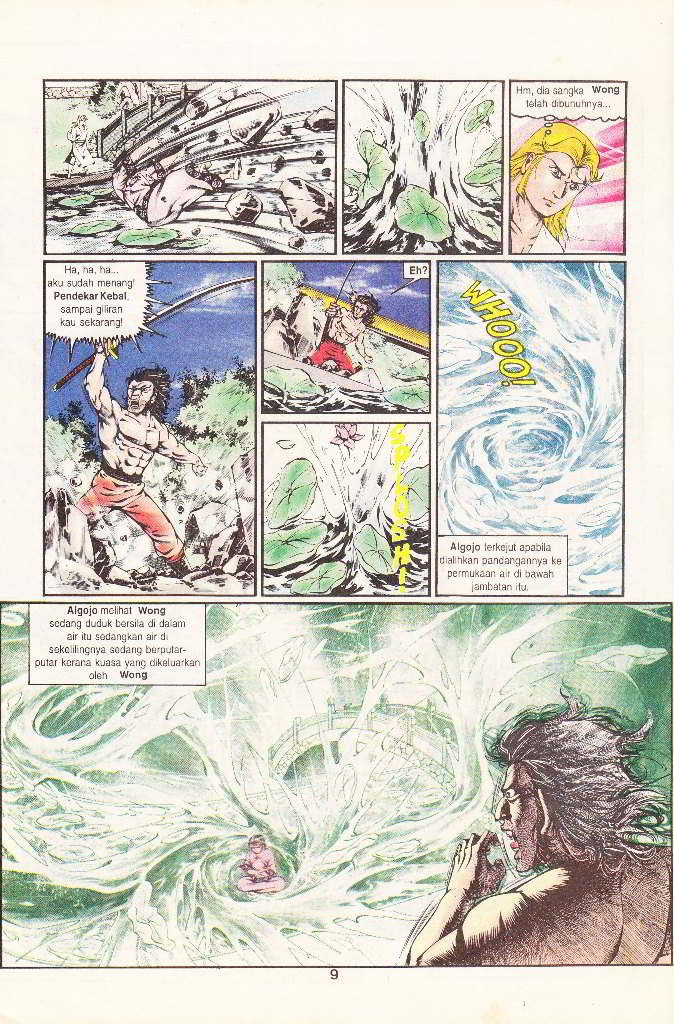 Hm, dia sangka Wong
telah dibunuhnya...
Ha, ha, ha...
aku sudah menang!
Pendekar Kebal,
sampai giliran
kau sekarang!
Eh?
WHOOO!
SPLOUSH!
Algojo terkejut apabila
dialihkan pandangannya ke
permukaan air di bawah
jambatan itu.
Algojo melihat Wong
sedang duduk bersila di dalam
air itu sedangkan air di
sekelilingnya sedang berputar-
putar kerana kuasa yang dikeluarkan
oleh Wong
9